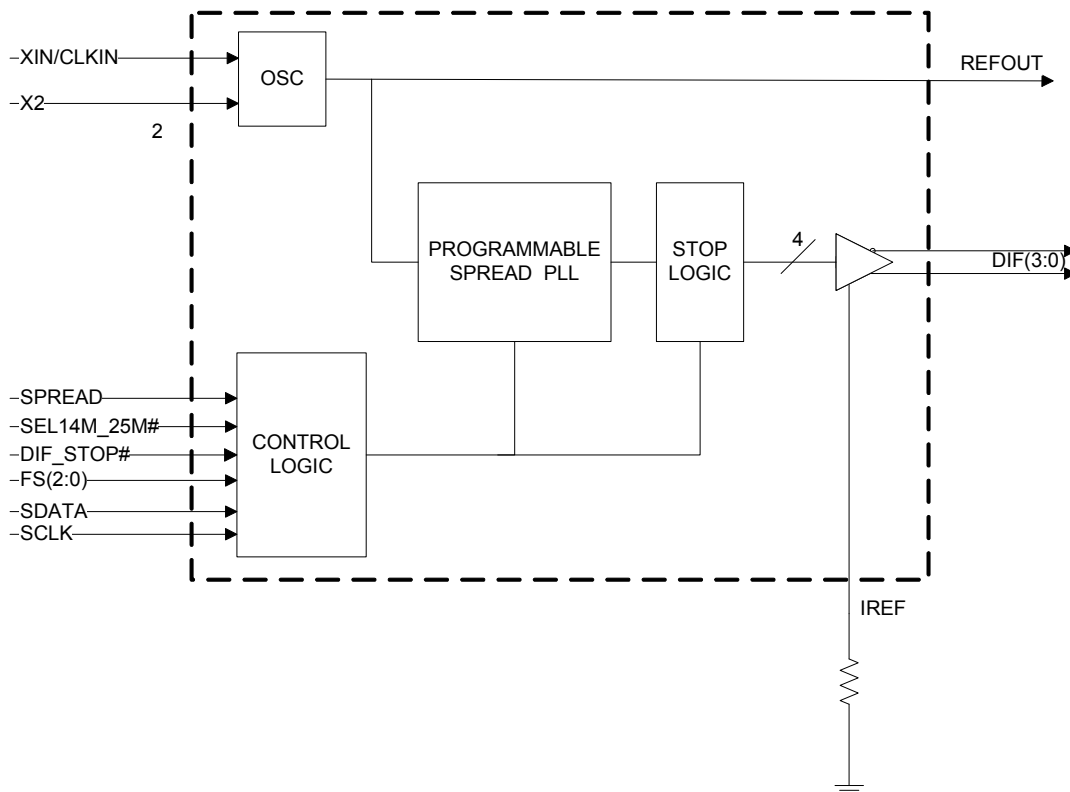 XIN/CLKIN
X2
2
OSC
REFOUT
PROGRAMMABLE
SPREAD PLL
STOP
LOGIC
4
DIF(3:0)
SPREAD
SEL14M_25M#
DIF_STOP#
FS(2:0)
SDATA
SCLK
CONTROL
LOGIC
IREF